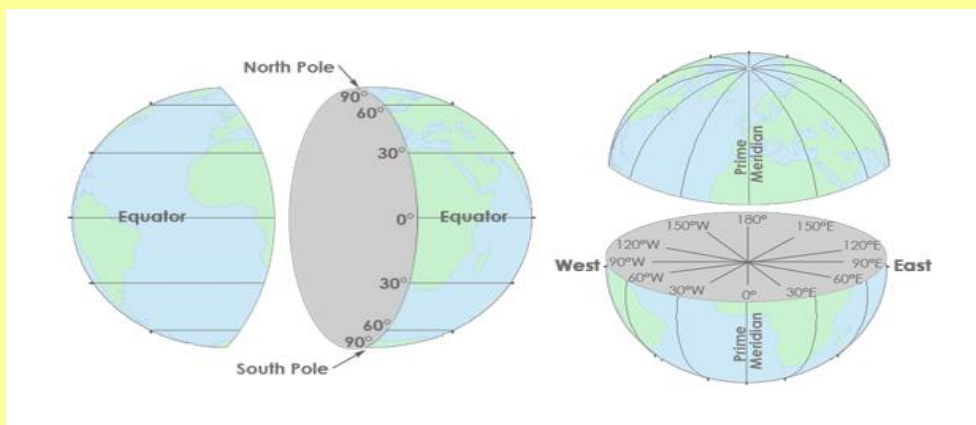 North Pole
90°
60°
30°
Equator
0°
Equator
30°
60°
90°
South Pole
Prime
Meridian
180°
150°W
150°E
120°W
120°E
West
90°W
90°E
East
60°W
60°E
30°W
0°
30°E
Prime
Meridian